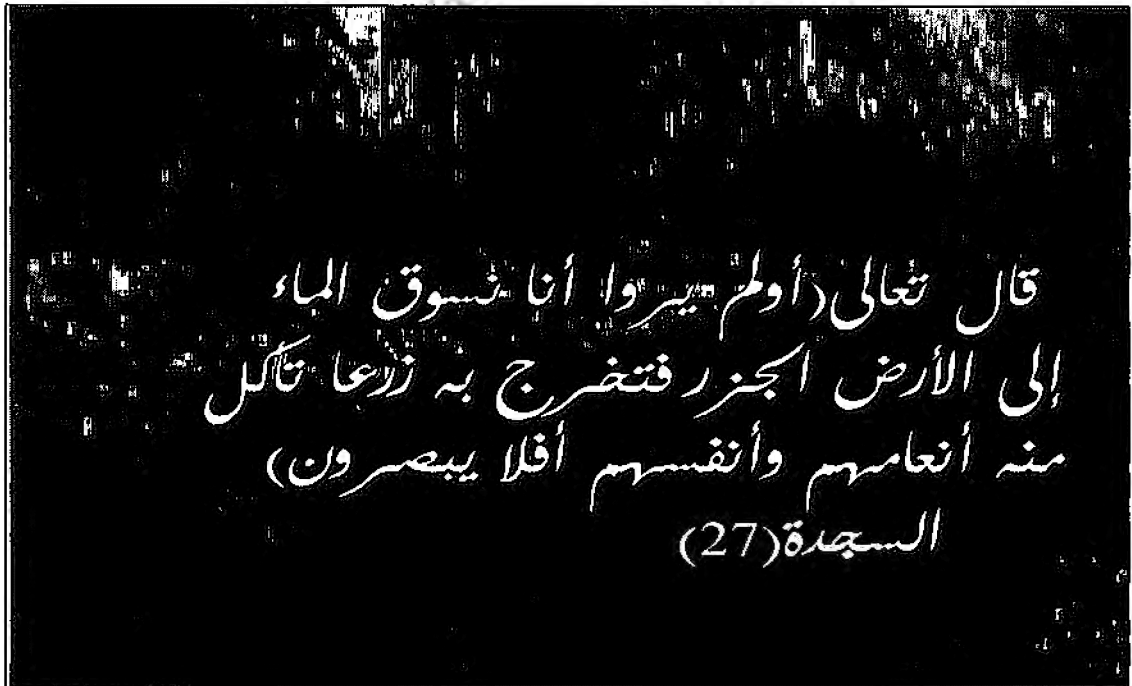 قال تعالى(أولم يروا أنا نسوق الماء
إلى الأرض الجزر فتخرج به زرعا تأكل
منه أنعامهم وأنفسهم أفلا يبصرون)
السجدة(27)